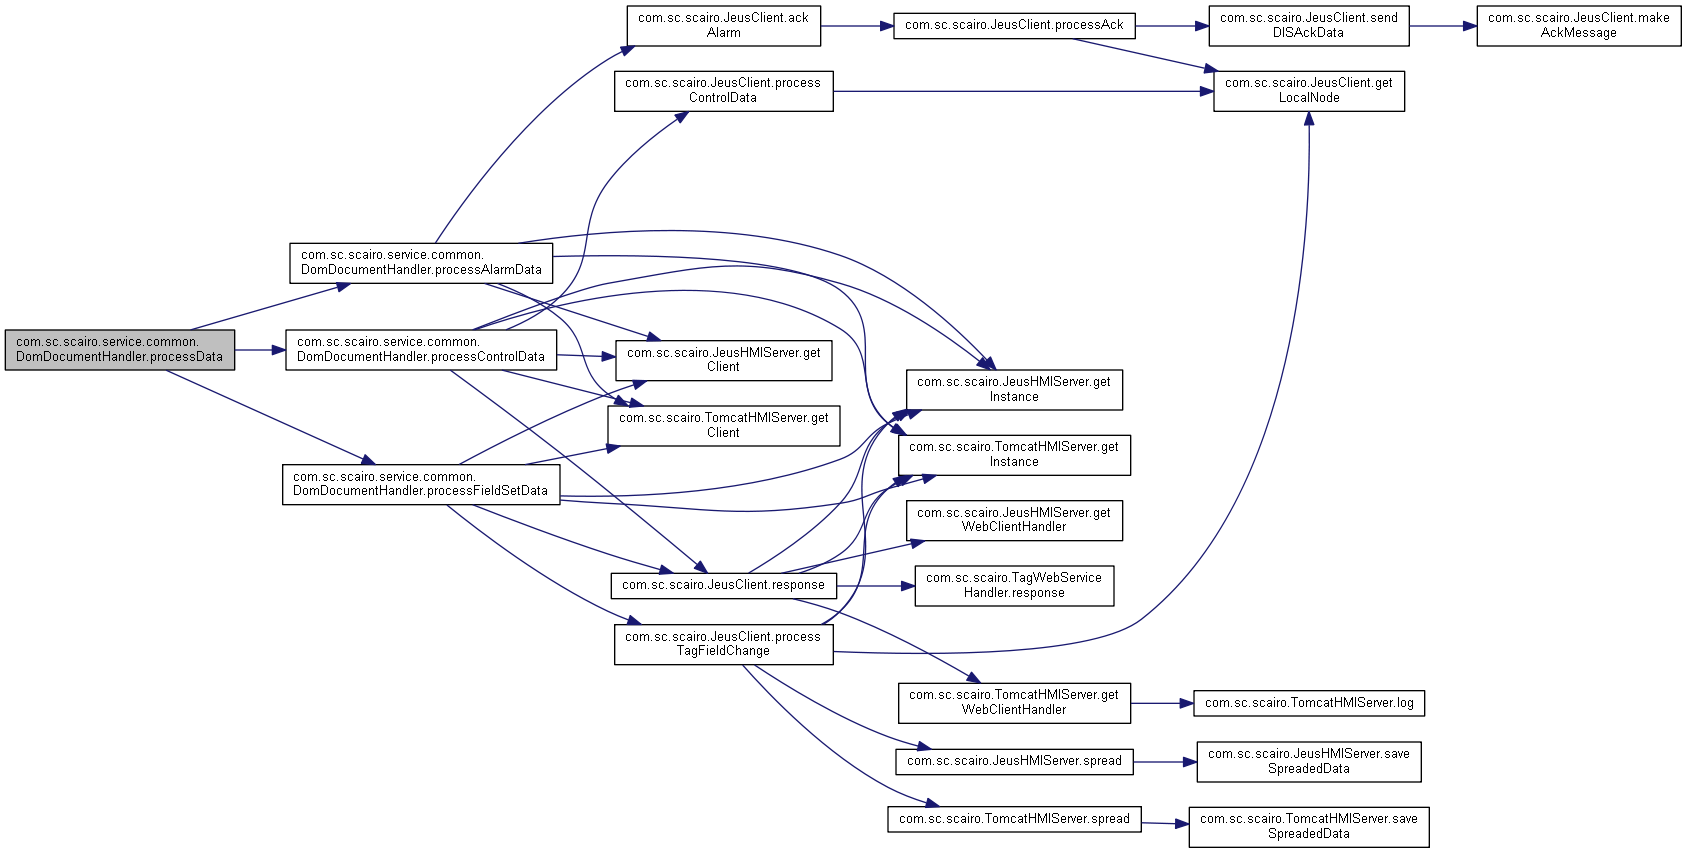 com.sc.scairo.JeusClient.ack
Alarm
com.sc.scairo.JeusClient.processAck
com.sc.scairo.JeusClient.send
DISAckData
com.sc.scairo.JeusClient.make
AckMessage
com.sc.scairo.JeusClient.process
ControlData
com.sc.scairo.JeusClient.get
LocalNode
com.sc.scairo.service.common.
DomDocumentHandler.processAlarmData
com.sc.scairo.service.common.
DomDocumentHandler.processData
com.sc.scairo.service.common.
DomDocumentHandler.processControlData
com.sc.scairo.JeusHMIServer.get
Client
com.sc.scairo.JeusHMIServer.get
Instance
com.sc.scairo.TomcatHMIServer.get
Client
com.sc.scairo.TomcatHMIServer.get
Instance
com.sc.scairo.service.common.
DomDocumentHandler.processFieldSetData
com.sc.scairo.JeusHMIServer.get
WebClientHandler
com.sc.scairo.JeusClient.response
com.sc.scairo.TagWebService
Handler.response
com.sc.scairo.JeusClient.process
TagFieldChange
com.sc.scairo.TomcatHMIServer.get
WebClientHandler
com.sc.scairo.TomcatHMIServer.log
com.sc.scairo.JeusHMIServer.spread
com.sc.scairo.JeusHMIServer.save
SpreadedData
com.sc.scairo.TomcatHMIServer.spread
com.sc.scairo.TomcatHMIServer.save
SpreadedData